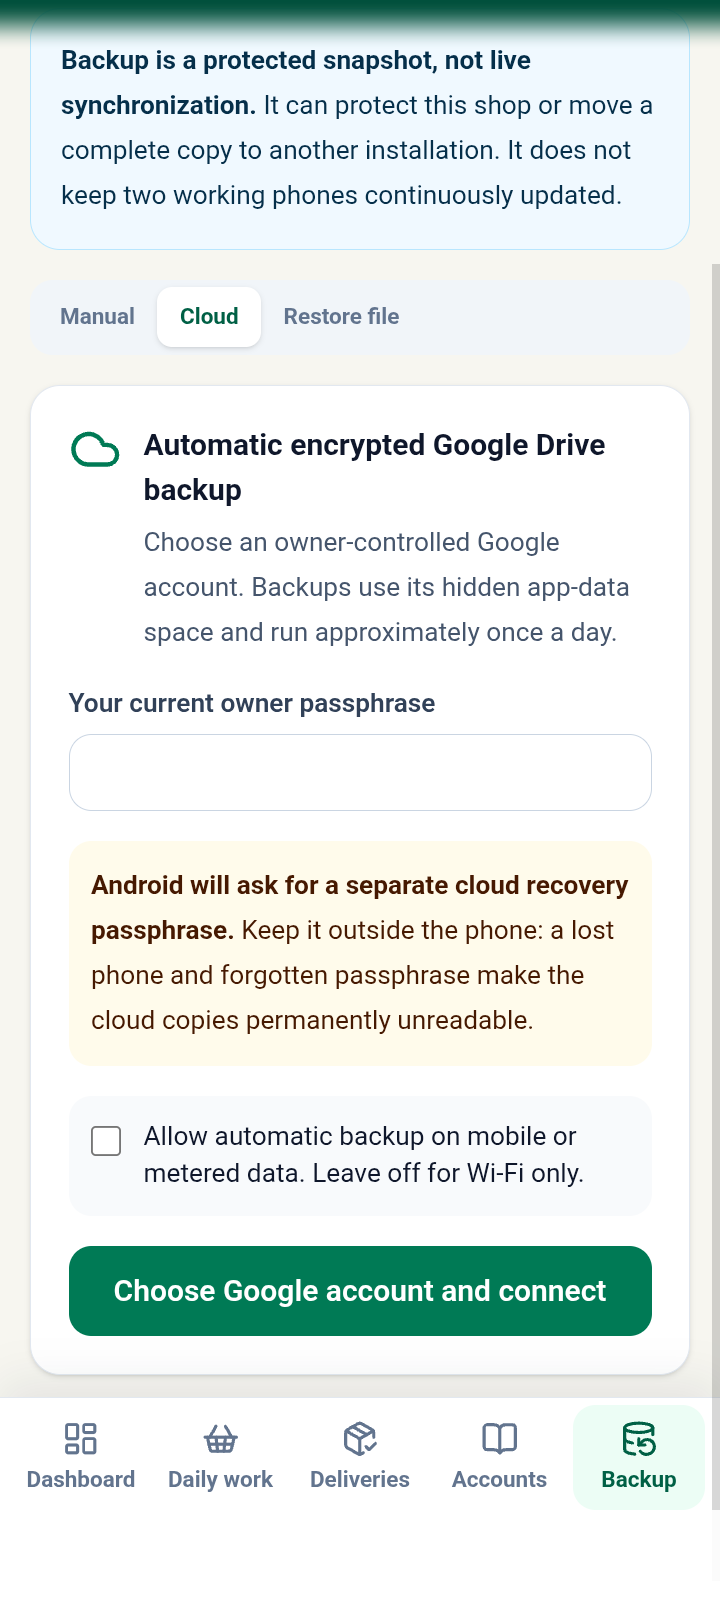 Backup is a protected snapshot, not live
synchronization. It can protect this shop or move a
complete copy to another installation. It does not
keep two working phones continuously updated.
Manual
Cloud
Restore file
Automatic encrypted Google Drive
backup
Choose an owner-controlled Google
account. Backups use its hidden app-data
space and run approximately once a day.
Your current owner passphrase
Android will ask for a separate cloud recovery
passphrase. Keep it outside the phone: a lost
phone and forgotten passphrase make the
cloud copies permanently unreadable.
Allow automatic backup on mobile or
metered data. Leave off for Wi-Fi only.
Choose Google account and connect
Dashboard
Daily work
Deliveries
Accounts
Backup